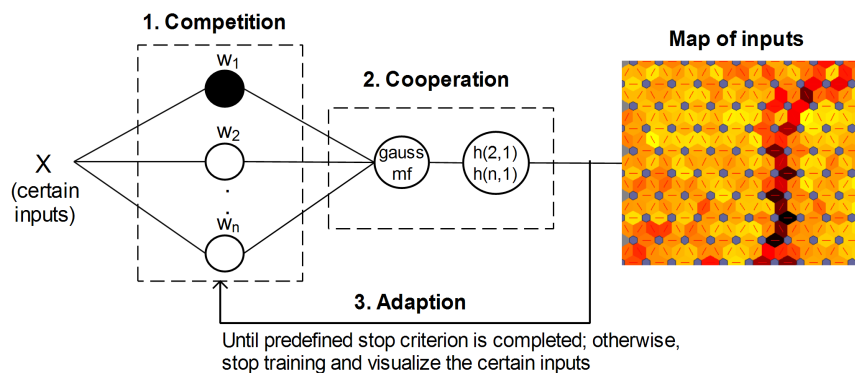 1. Competition
Map of inputs
w1
2. Cooperation
w2
gauss
mf
h(2,1)
h(n,1)
X
(certain
inputs)
.
.
wn
3. Adaption
Until predefined stop criterion is completed; otherwise,
stop training and visualize the certain inputs